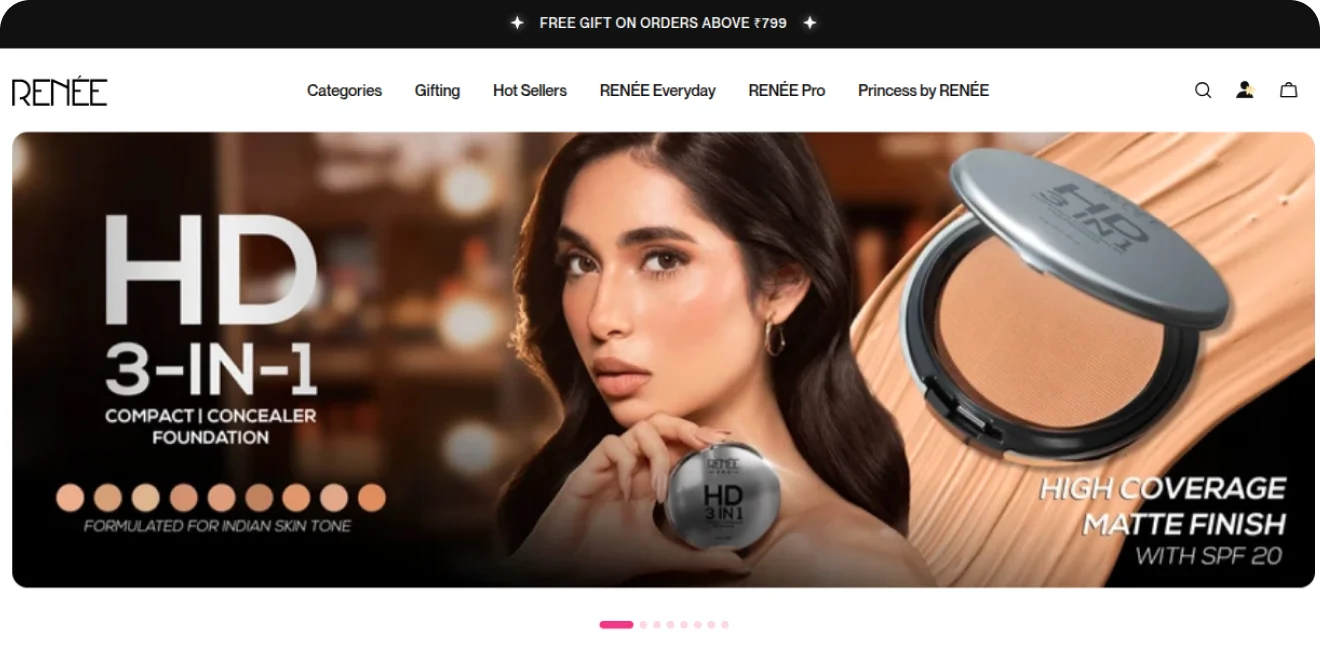 FREE GIFT ON ORDERS ABOVE ₹799
RENÉE
Categories
Gifting
Hot Sellers
RENÉE Everyday
RENÉE Pro
Princess by RENÉE
HD
3-IN-1
COMPACT | CONCEALER
FOUNDATION
FORMULATED FOR INDIAN SKIN TONE
RENÉE
HD
3 IN 1
HD
3 IN 1
HIGH COVERAGE
MATTE FINISH
WITH SPF 20